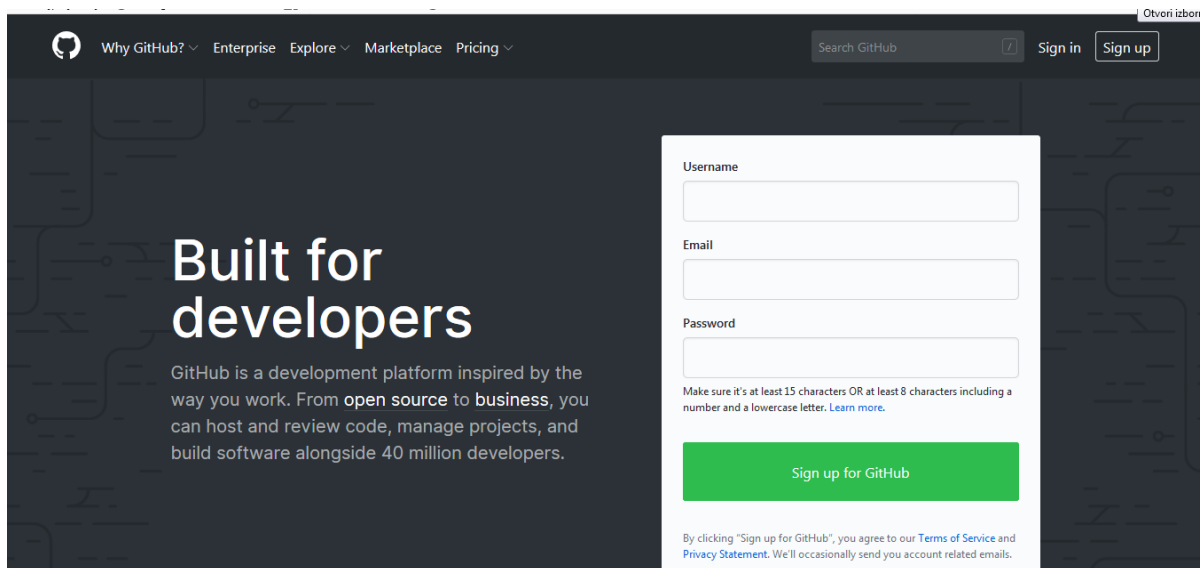 Otvori izborn
Why GitHub? Enterprise Explore Marketplace Pricing Search GitHub / Sign in Sign up
Built for
developers
GitHub is a development platform inspired by the
way you work. From open source to business, you
can host and review code, manage projects, and
build software alongside 40 million developers.
Username
Email
Password
Make sure it's at least 15 characters OR at least 8 characters including a
number and a lowercase letter. Learn more.
Sign up for GitHub
By clicking “Sign up for GitHub”, you agree to our Terms of Service and
Privacy Statement. We'll occasionally send you account related emails.